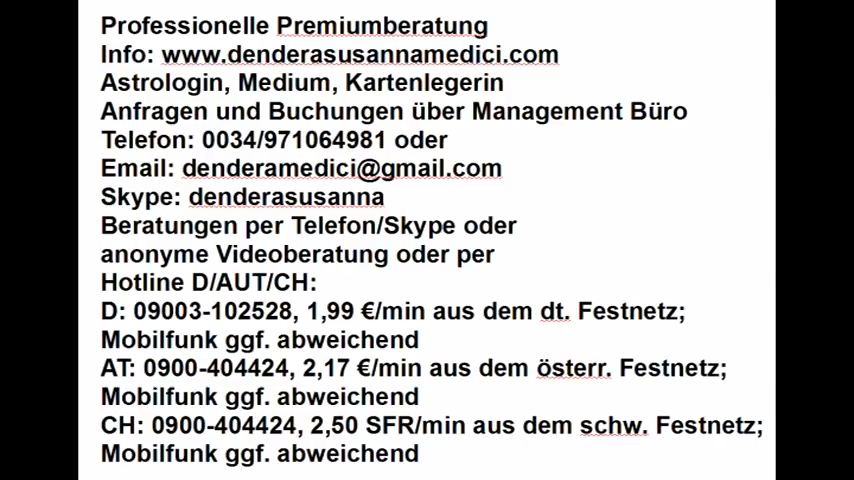 Professionelle Premiumberatung
Info: www.denderasusannamedici.com
Astrologin, Medium, Kartenlegerin
Anfragen und Buchungen über Management Büro
Telefon: 0034/971064981 oder
Email: denderamedici@gmail.com
Skype: denderasusanna
Beratungen per Telefon/Skype oder
anonyme Videoberatung oder per
Hotline D/AUT/CH:
D: 09003-102528, 1,99 €/min aus dem dt. Festnetz;
Mobilfunk ggf. abweichend
AT: 0900-404424, 2,17 €/min aus dem österr. Festnetz;
Mobilfunk ggf. abweichend
CH: 0900-404424, 2,50 SFR/min aus dem schw. Festnetz;
Mobilfunk ggf. abweichend